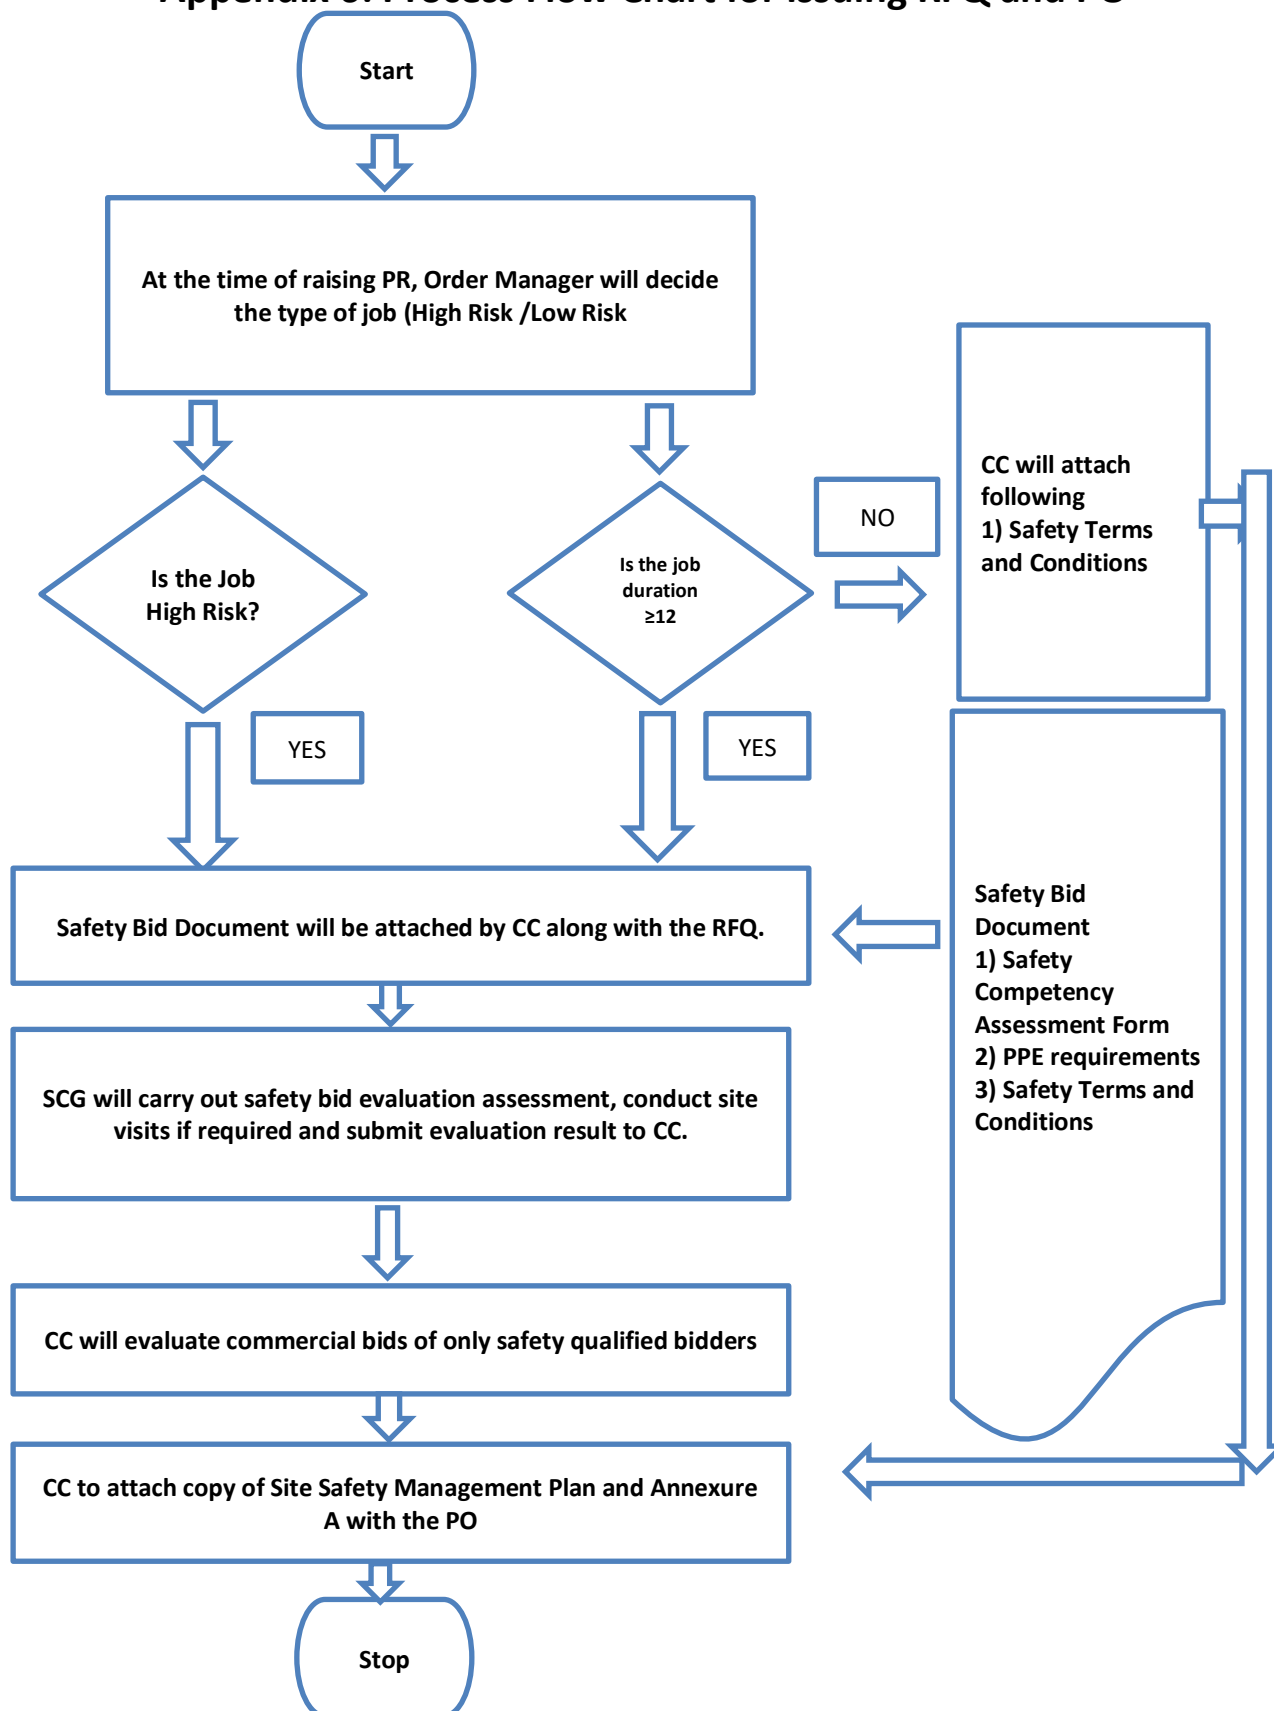 Start
At the time of raising PR, Order Manager will decide
the type of job (High Risk /Low Risk
Is the Job
High Risk?
Is the job
duration
≥12
NO
CC will attach
following
1) Safety Terms
and Conditions
YES
YES
Safety Bid Document will be attached by CC along with the RFQ.
Safety Bid
Document
1) Safety
Competency
Assessment Form
2) PPE requirements
3) Safety Terms and
Conditions
SCG will carry out safety bid evaluation assessment, conduct site
visits if required and submit evaluation result to CC.
CC will evaluate commercial bids of only safety qualified bidders
CC to attach copy of Site Safety Management Plan and Annexure
A with the PO
Stop